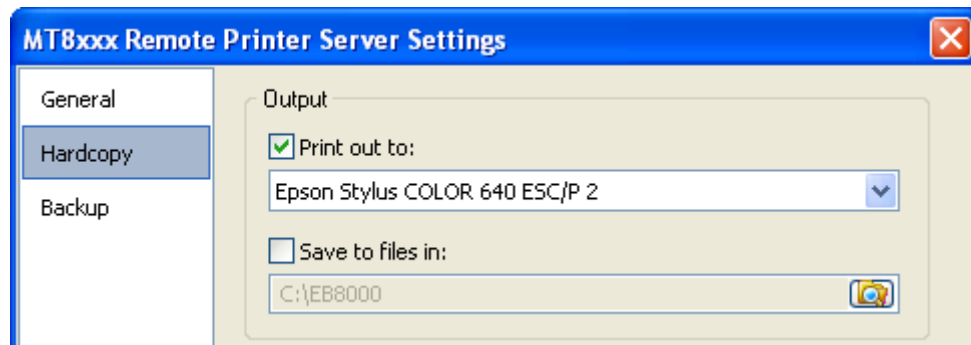 MT8xxx Remote Printer Server Settings
General
Hardcopy
Backup
Output
Print out to:
Epson Stylus COLOR 640 ESC/P 2
Save to files in:
C:\EB8000